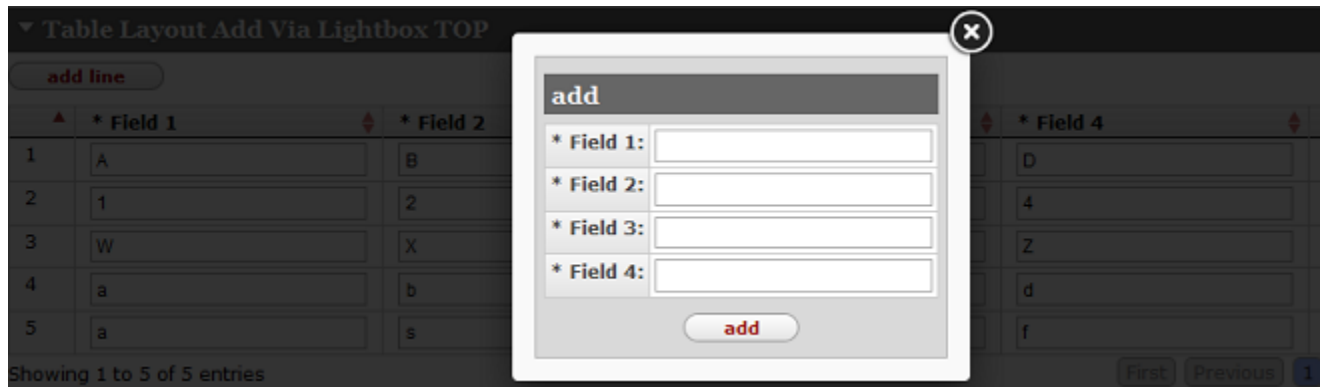 Table Layout Add Via Lightbox TOP
add line
* Field 1 * Field 2 * Field 4
1 A B D
2 1 2 4
3 W X Z
4 a b d
5 a s f
Showing 1 to 5 of 5 entries First Previous 1
add
* Field 1:
* Field 2:
* Field 3:
* Field 4:
add